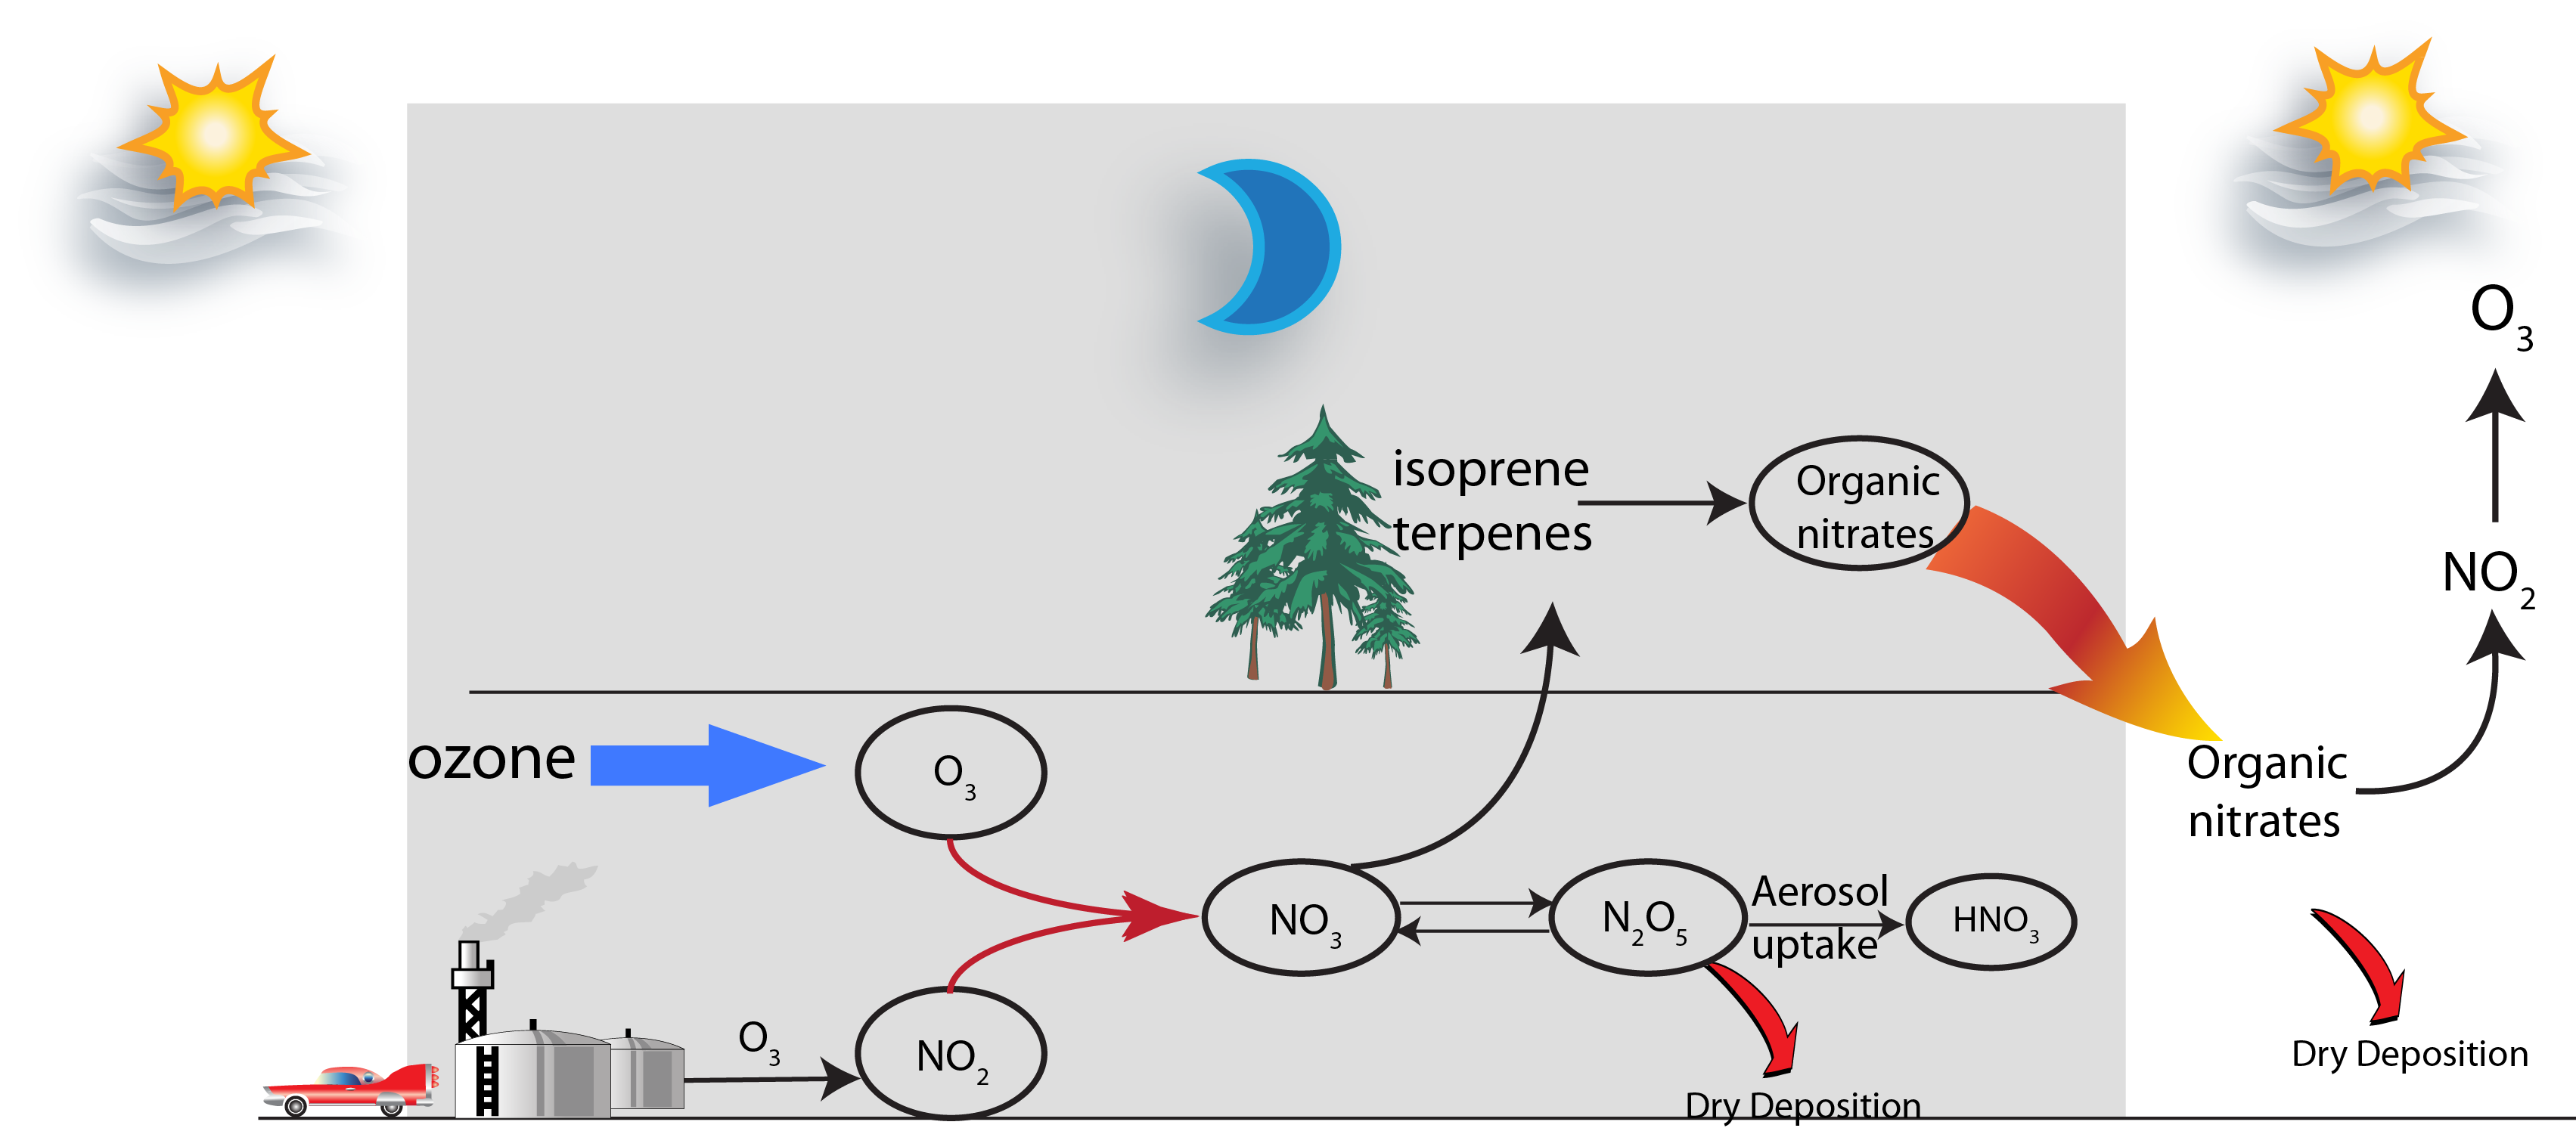 O3
isoprene
terpenes
Organic
nitrates
NO2
ozone
O3
Organic
nitrates
NO3
N2O5
Aerosol
uptake
HNO3
O3
NO2
Dry Deposition
Dry Deposition